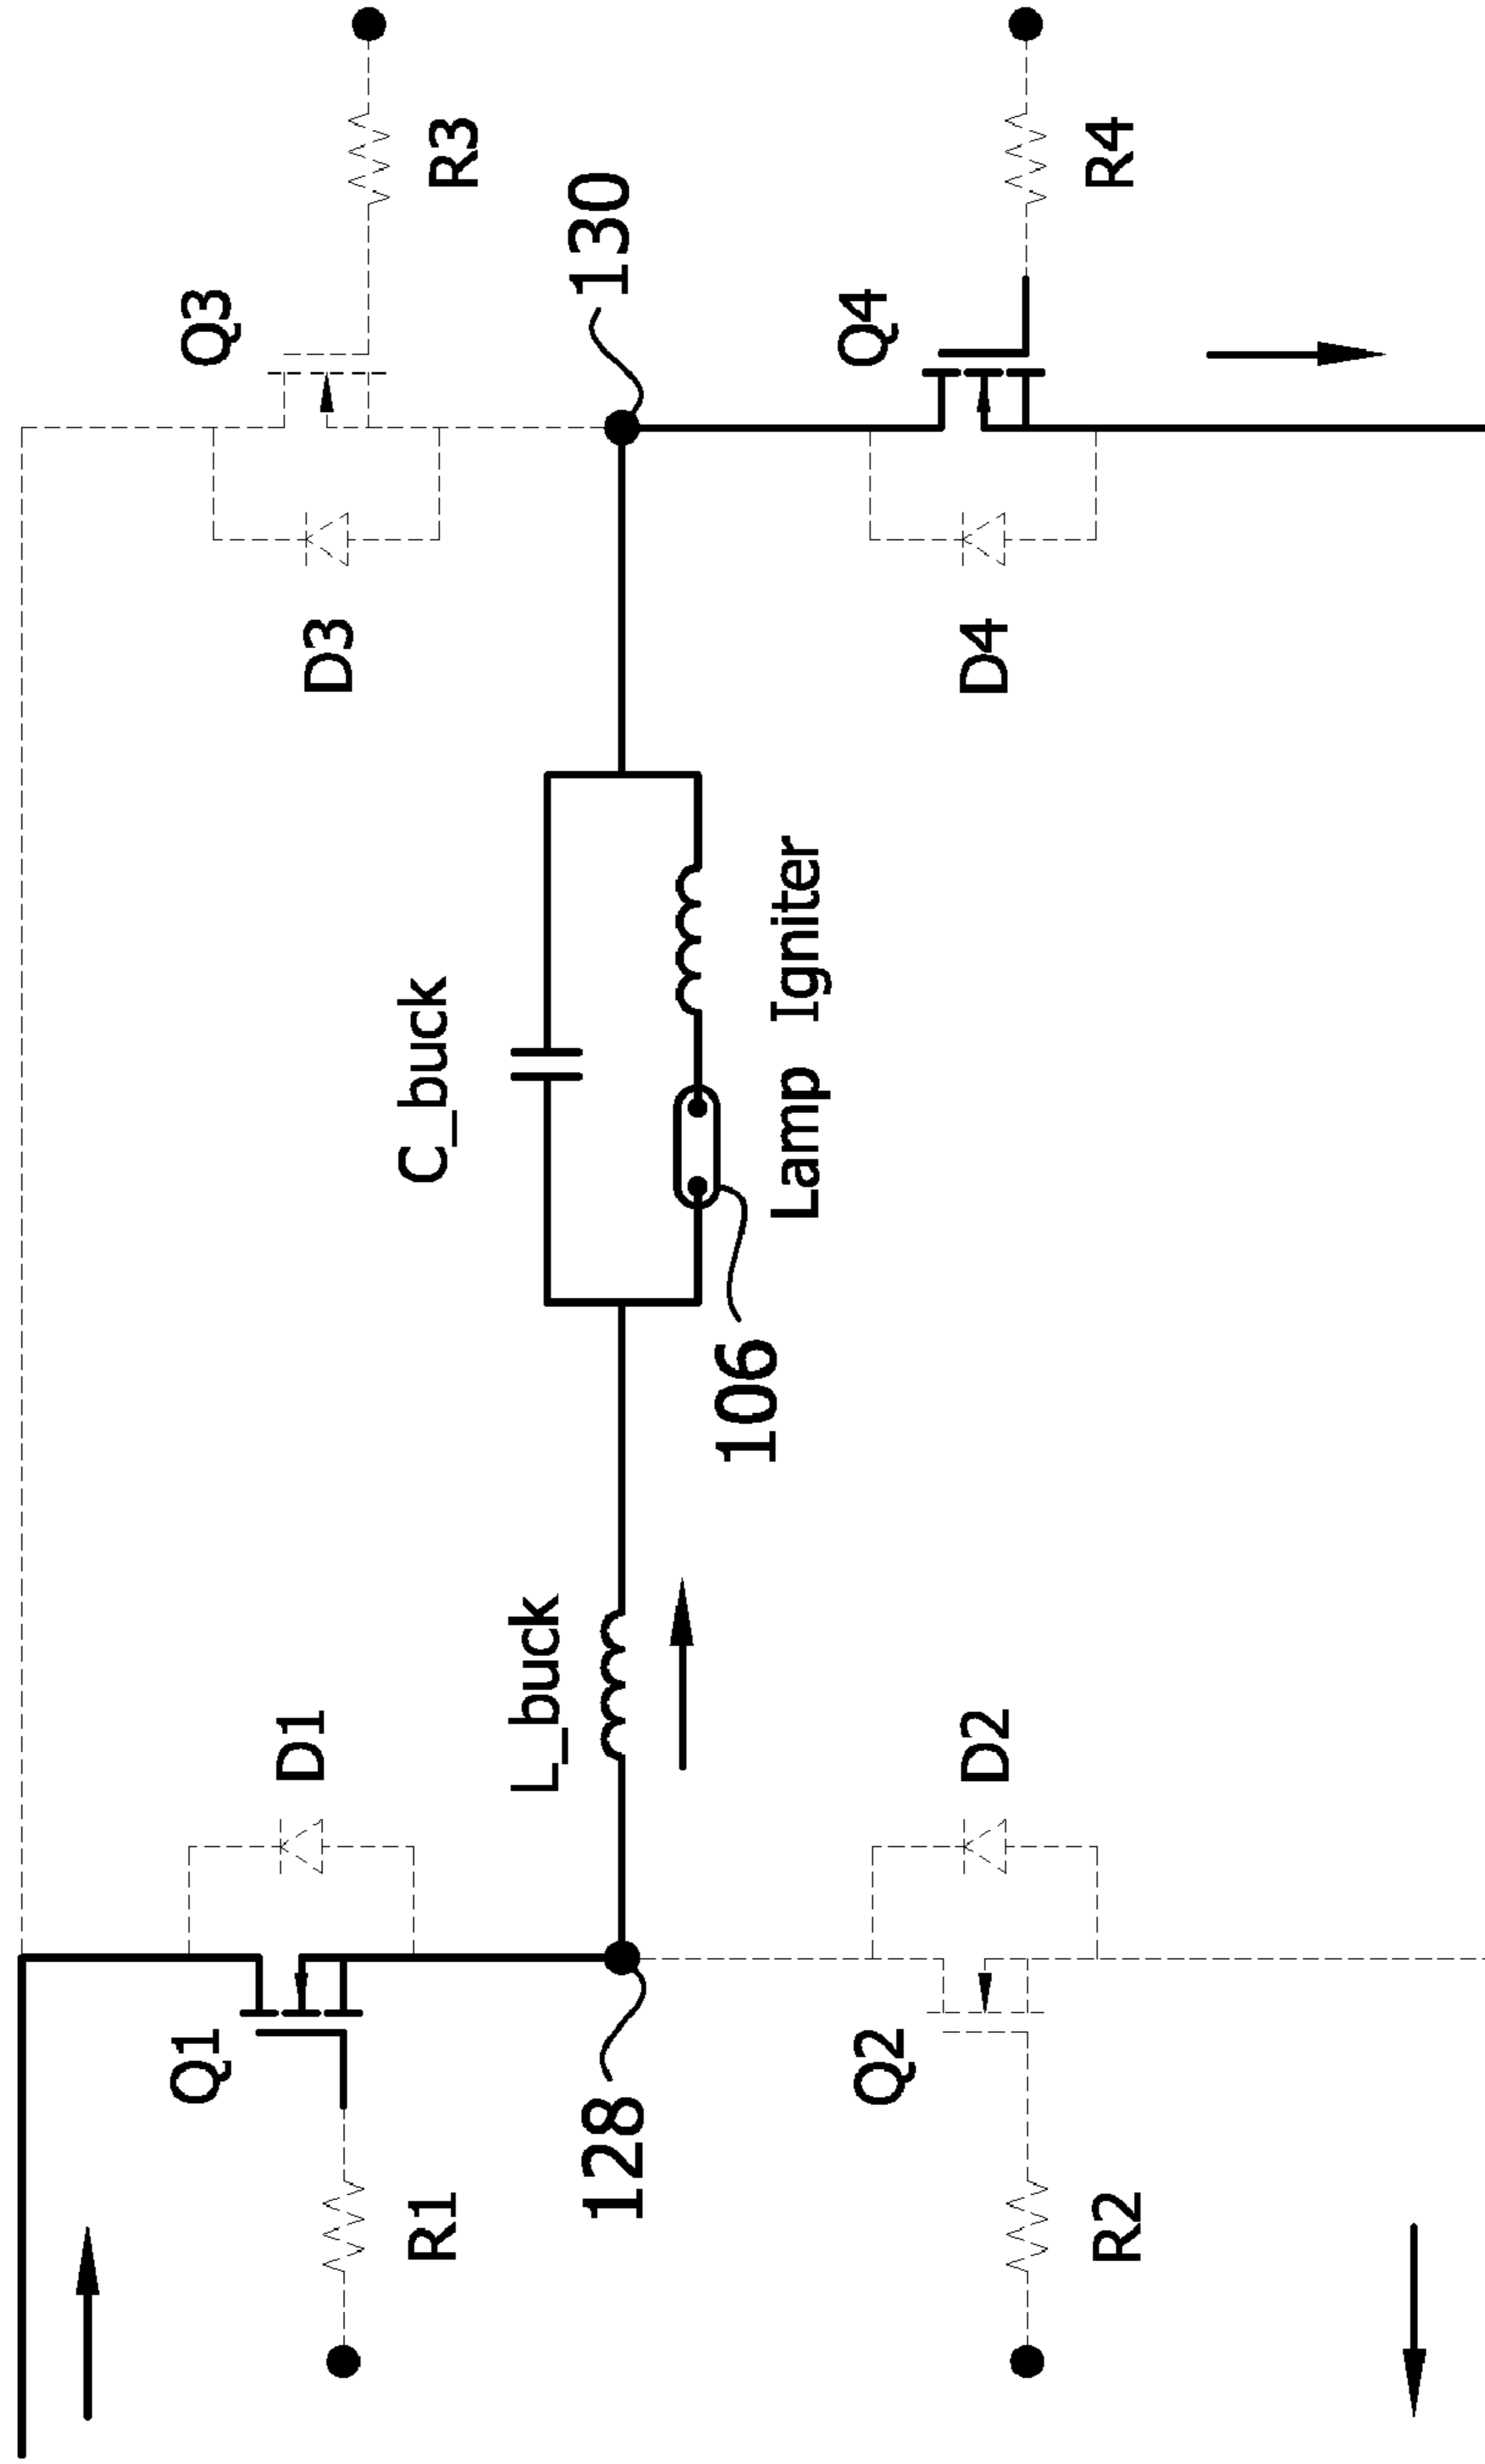 Q1
Q3
D1
D3
R1
C_buck
R3
L_buck
128
130
106
Lamp Igniter
Q2
Q4
D2
D4
R2
R4